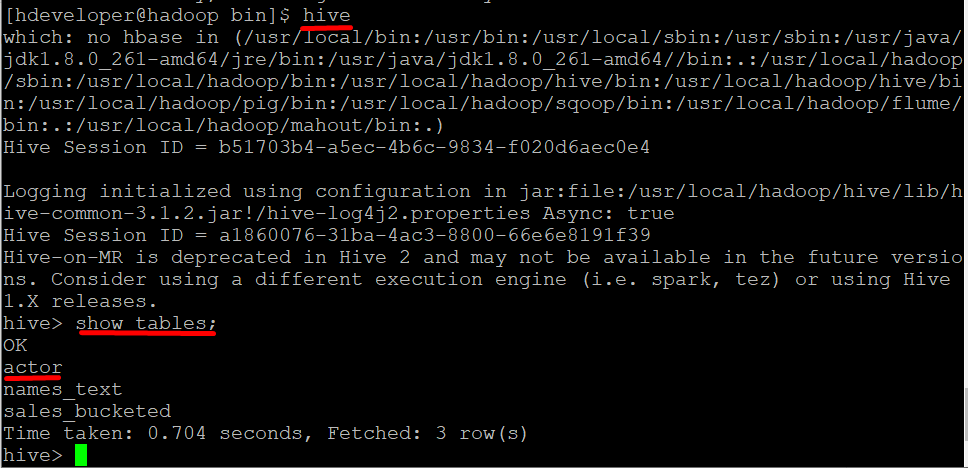 [hdeveloper@hadoop bin]$ hive
which: no hbase in (/usr/local/bin:/usr/bin:/usr/local/sbin:/usr/sbin:/usr/java/
jdk1.8.0_261-amd64/jre/bin:/usr/java/jdk1.8.0_261-amd64//bin:.:/usr/local/hadoop
/sbin:/usr/local/hadoop/bin:/usr/local/hadoop/hive/bin:/usr/local/hadoop/hive/bi
n:/usr/local/hadoop/pig/bin:/usr/local/hadoop/sqoop/bin:/usr/local/hadoop/flume/
bin:.:/usr/local/hadoop/mahout/bin:.)
Hive Session ID = b51703b4-a5ec-4b6c-9834-f020d6aec0e4
Logging initialized using configuration in jar:file:/usr/local/hadoop/hive/lib/h
ive-common-3.1.2.jar!/hive-log4j2.properties Async: true
Hive Session ID = a1860076-31ba-4ac3-8800-66e6e8191f39
Hive-on-MR is deprecated in Hive 2 and may not be available in the future versio
ns. Consider using a different execution engine (i.e. spark, tez) or using Hive
1.X releases.
hive> show tables;
OK
actor
names_text
sales_bucketed
Time taken: 0.704 seconds, Fetched: 3 row(s)
hive>